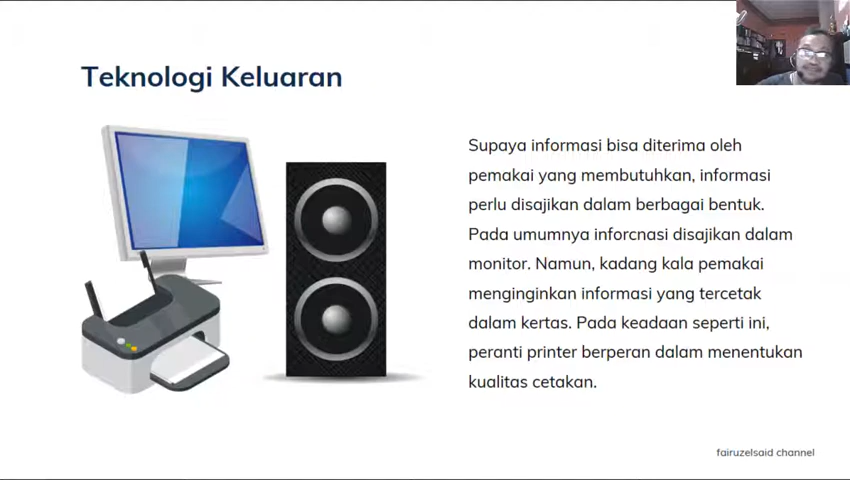 Teknologi Keluaran
Supaya informasi bisa diterima oleh
pemakai yang membutuhkan, informasi
perlu disajikan dalam berbagai bentuk.
Pada umumnya inforcnasi disajikan dalam
monitor. Namun, kadang kala pemakai
menginginkan informasi yang tercetak
dalam kertas. Pada keadaan seperti ini,
peranti printer berperan dalam menentukan
kualitas cetakan.
fairuzelsaid channel